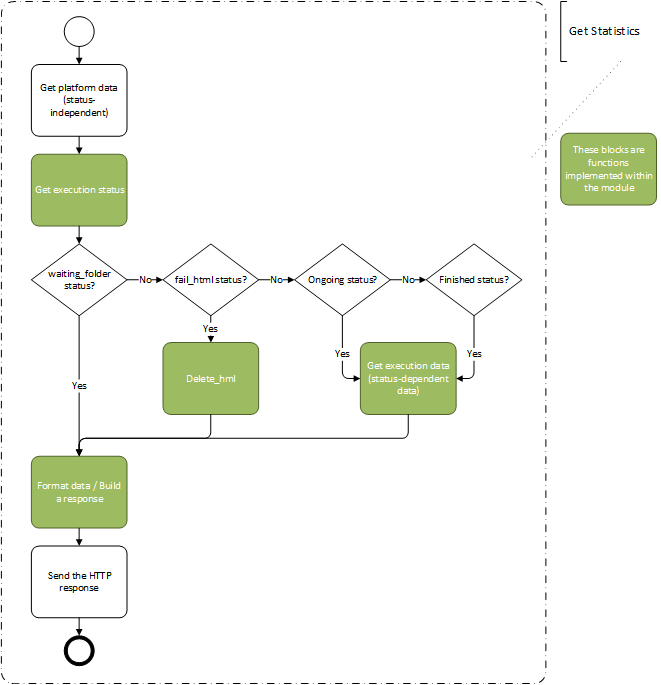 Get Statistics
Get platform data
(status-
independent)
These blocks are
functions
implemented within
the module
Get execution status
waiting_folder
status?
No
fail_html status?
No
Ongoing status?
No
Finished status?
Yes
Yes
Yes
Yes
Delete_hml
Get execution data
(status-dependent
data)
Format data / Build
a response
Send the HTTP
response